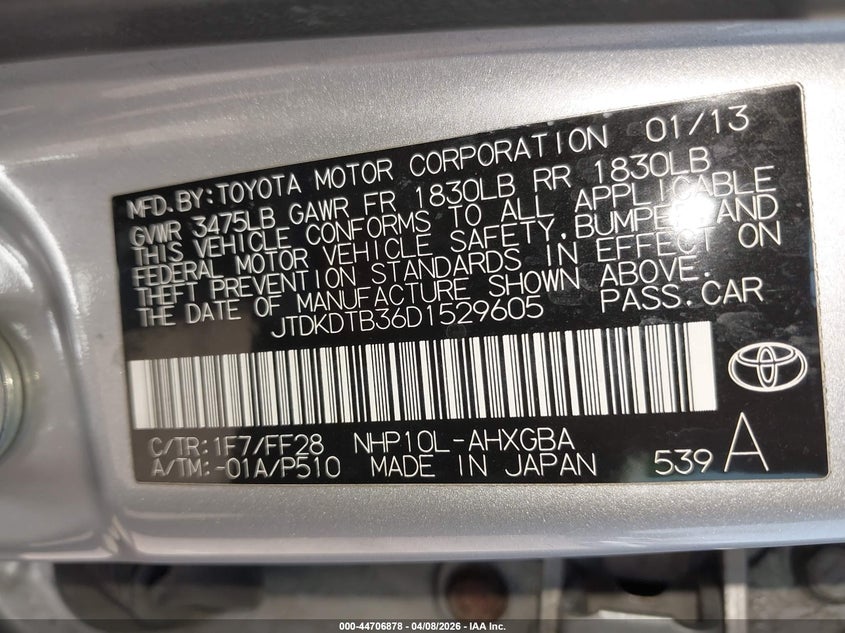 MFD.BY:TOYOTA MOTOR CORPORATION 01/13
GVWR 3475LB GAWR FR 1830LB RR 1830LB
THIS VEHICLE CONFORMS TO ALL APPLICABLE
FEDERAL MOTOR VEHICLE SAFETY,BUMPER,AND
THEFT PREVENTION STANDARDS IN EFFECT ON
THE DATE OF MANUFACTURE SHOWN ABOVE.
JTDKDTB36D1529605 PASS.CAR
C/TR:1F7/FF28 NHP10L-AHXGBA
A/TM:-01A/P510 MADE IN JAPAN 539 A
000-44706878 - 04/08/2026 - IAA Inc.